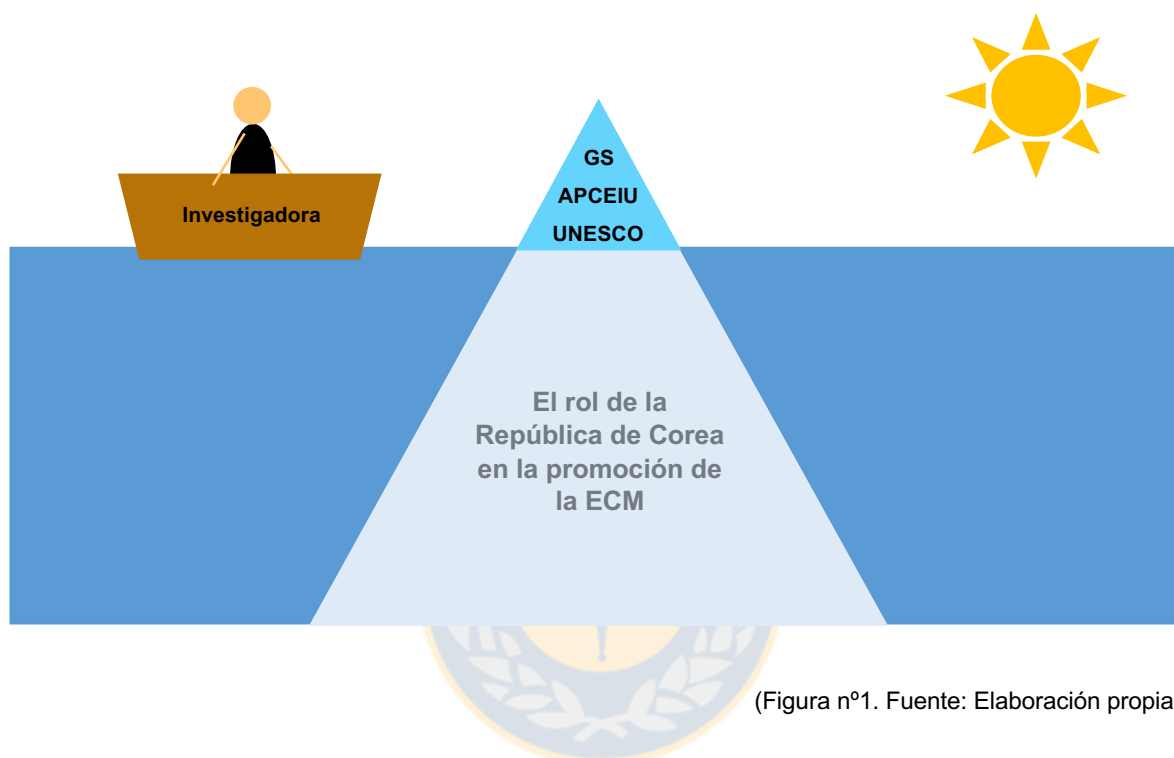 GS
APCEIU
UNESCO
Investigadora
El rol de la
República de Corea
en la promoción de
la ECM
(Figura nº1. Fuente: Elaboración propia